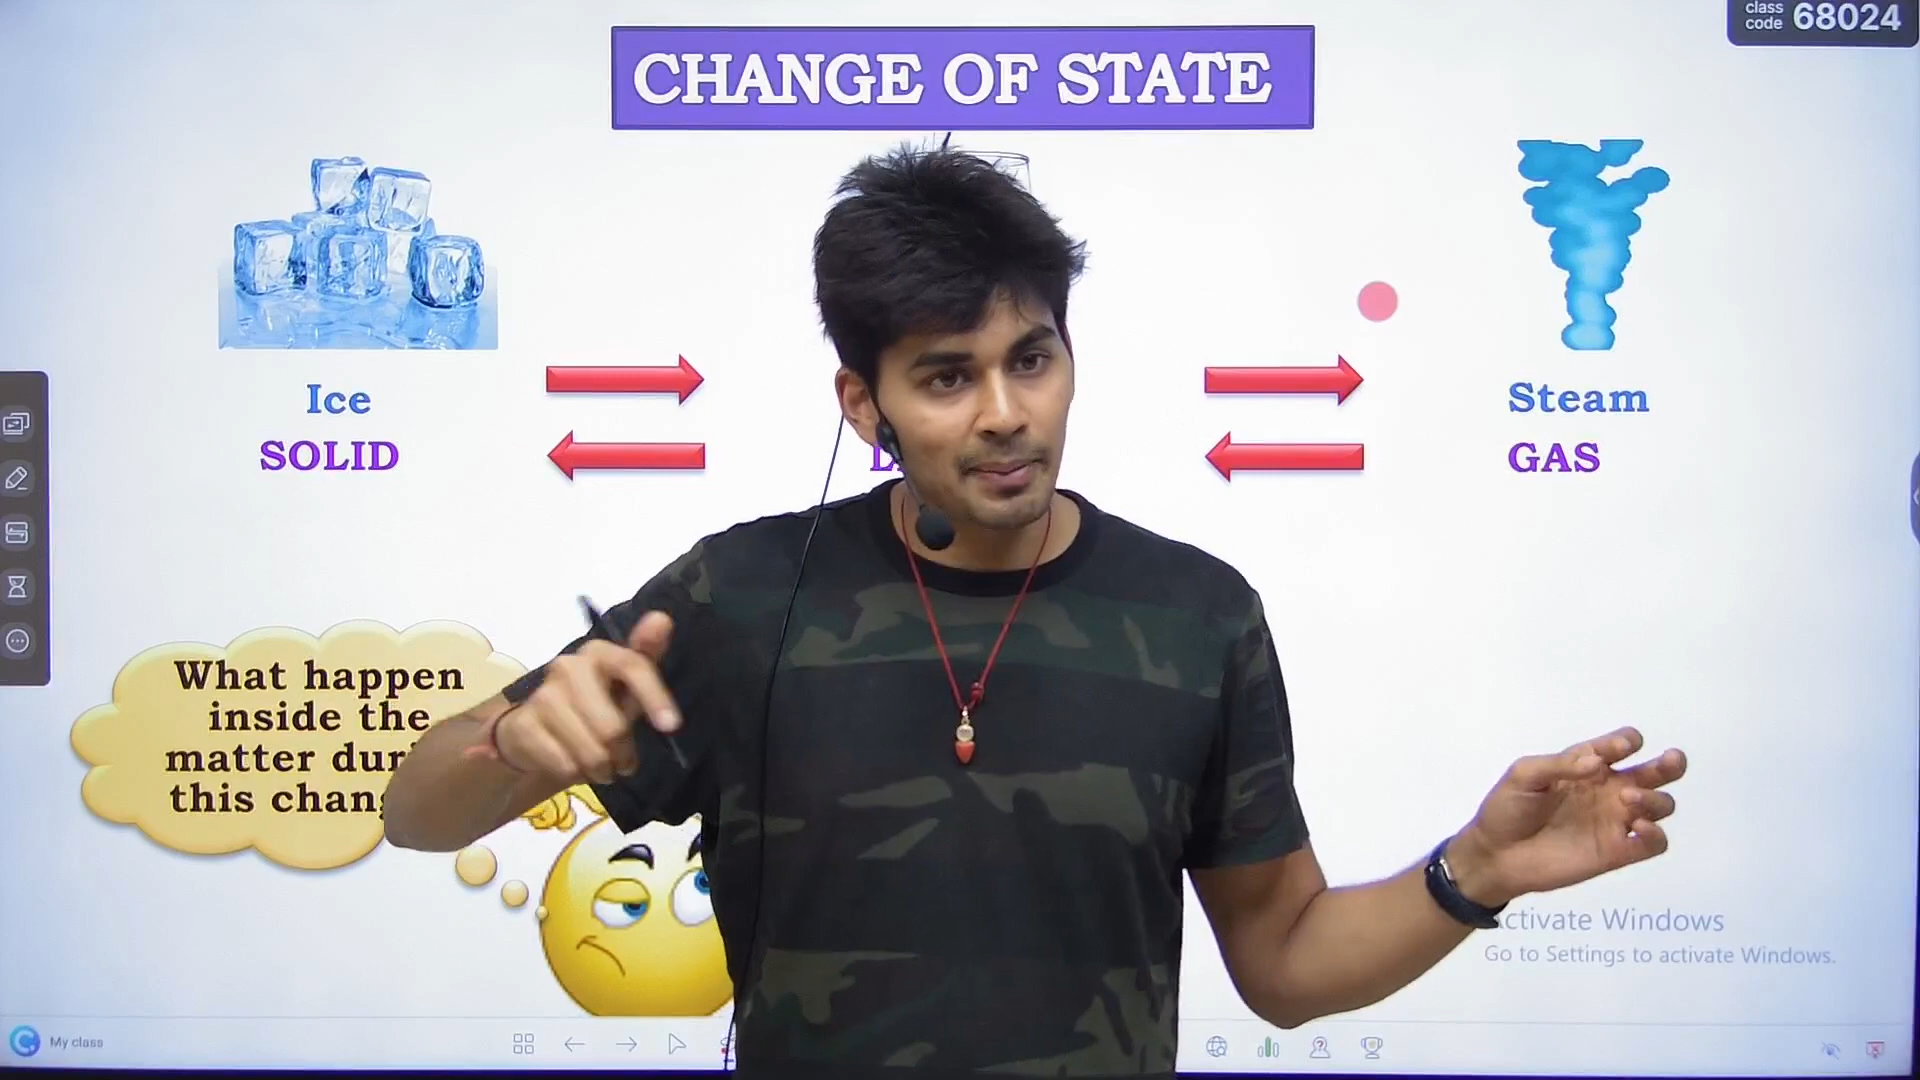 class
code 68024
CHANGE OF STATE
Ice
Steam
SOLID
GAS
What happen
inside the
matter
this
Activate Windows
Go to Settings to activate Windows.
My class